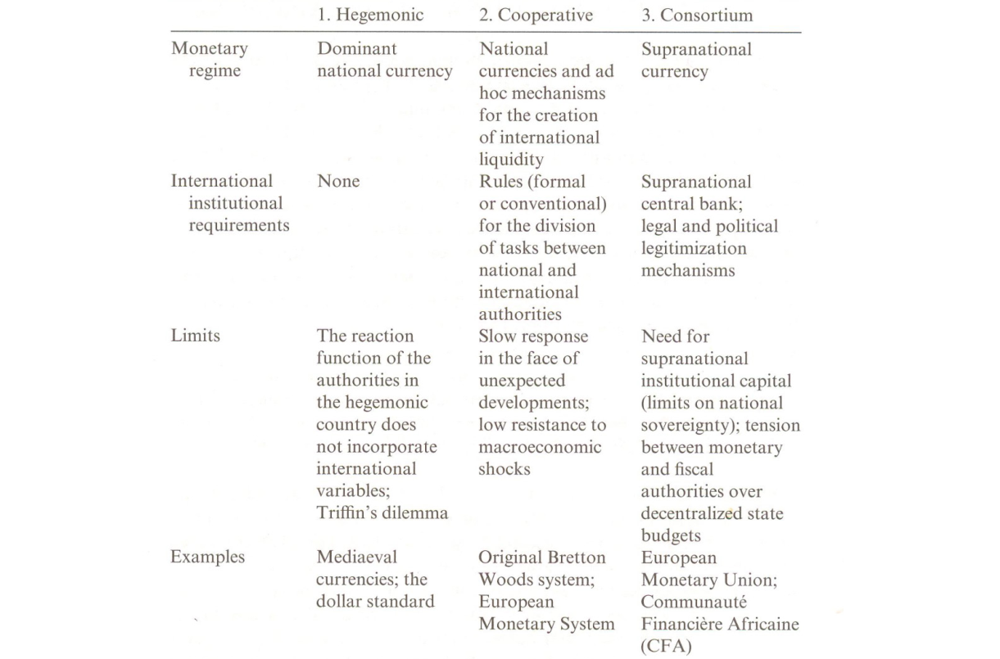 1. Hegemonic 2. Cooperative 3. Consortium
Monetary Dominant National Supranational
regime national currency currencies and ad currency
hoc mechanisms
for the creation
of international
liquidity
International None Rules (formal Supranational
institutional or conventional) central bank;
requirements for the division legal and political
of tasks between legitimization
national and mechanisms
international
authorities
Limits The reaction Slow response Need for
function of the in the face of supranational
authorities in unexpected institutional capital
the hegemonic developments; (limits on national
country does low resistance to sovereignty); tension
not incorporate macroeconomic between monetary
international shocks and fiscal
variables; authorities over
Triffin's dilemma decentralized state
budgets
Examples Mediaeval Original Bretton European
currencies; the Woods system; Monetary Union;
dollar standard European Communauté
Monetary System Financière Africaine
(CFA)